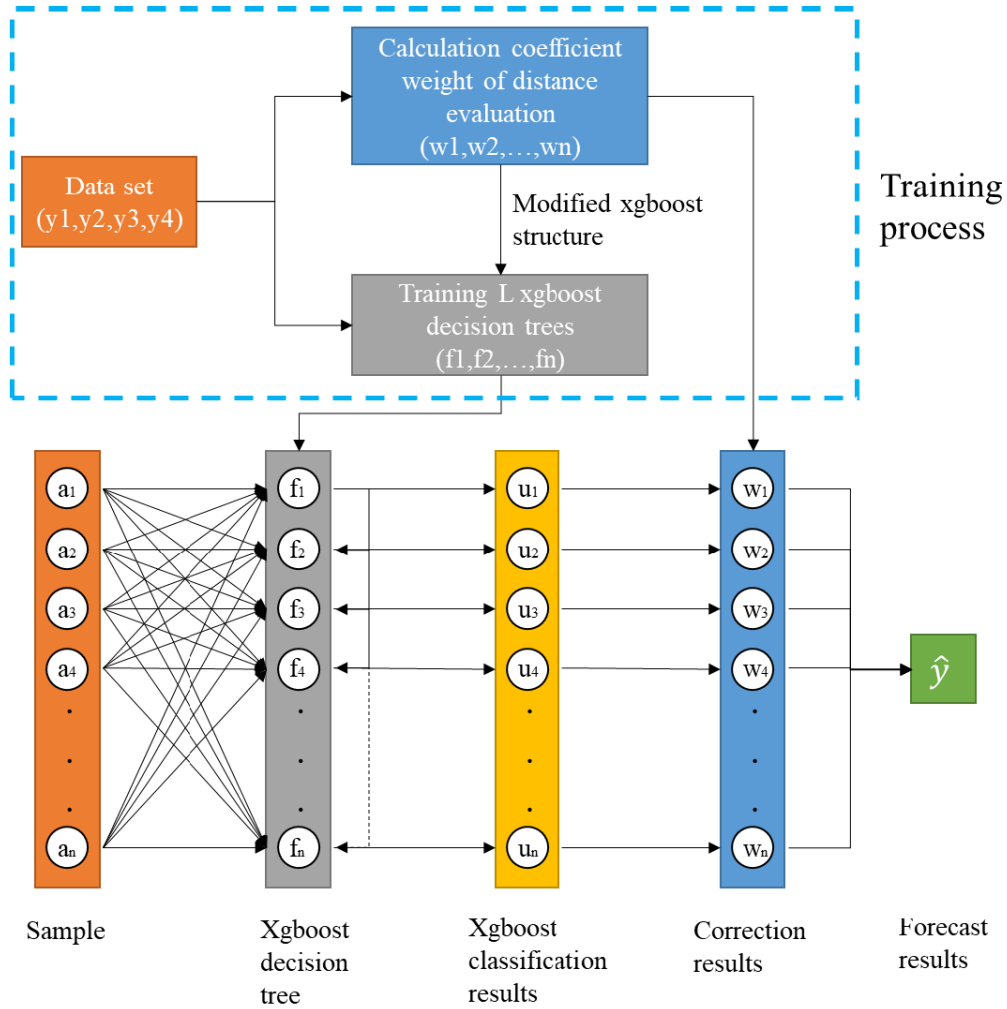 Calculation coefficient
weight of distance
evaluation
(w1,w2,…,wn)
Data set
(y1,y2,y3,y4)
Modified xgboost
structure
Training
process
Training L xgboost
decision trees
(f1,f2,…,fn)
a1 f1 u1 w1
a2 f2 u2 w2
a3 f3 u3 w3
a4 f4 u4 w4
ŷ
. . . .
. . . .
. . . .
an fn un wn
Sample
Xgboost
decision
tree
Xgboost
classification
results
Correction
results
Forecast
results